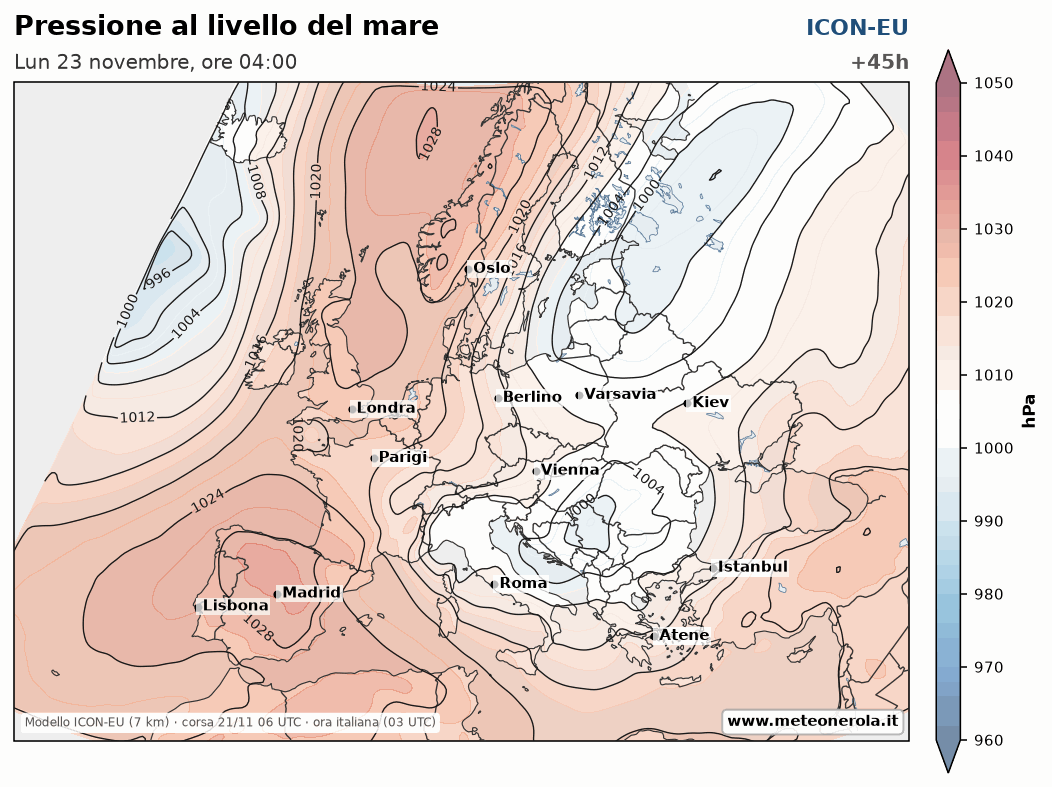 Pressione al livello del mare
ICON-EU
Lun 23 novembre, ore 04:00
+45h
1024
1028
1012
1008
1020
1000
1004
1020
1016
Oslo
996
1000
1004
1016
1012
Londra
Berlino
Varsavia
Kiev
1020
Parigi
Vienna
1024
1004
1000
Istanbul
Roma
Madrid
Lisbona
1028
Atene
Modello ICON-EU (7 km) · corsa 21/11 06 UTC · ora italiana (03 UTC)
www.meteonerola.it
1050
1040
1030
1020
1010
1000
990
980
970
960
hPa